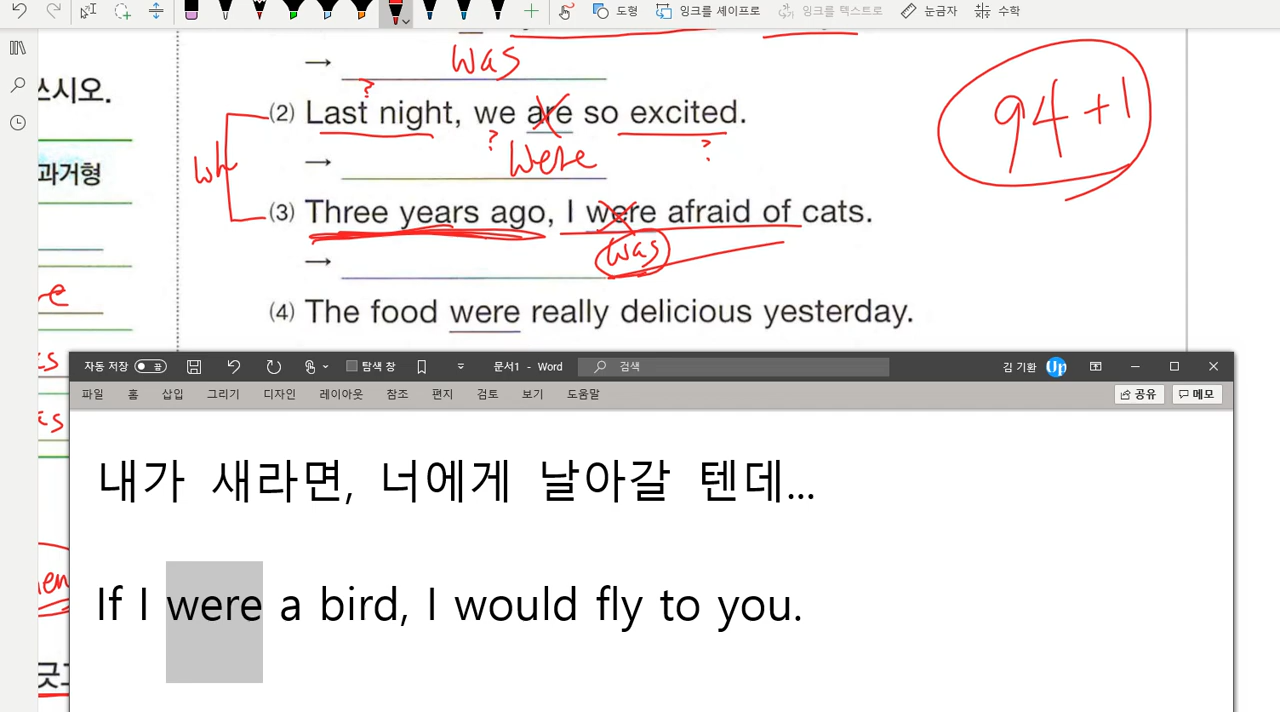 도형 잉크를 셰이프로 잉크를 텍스트로 눈금자 수학
→ was
쓰시오.
94+1
?
(2) Last night, we are so excited.
? ?
→ were
과거형
wh
(3) Three years ago, I were afraid of cats.
→ was
(4) The food were really delicious yesterday.
자동 저장 탐색 창 문서1 - Word 검색 김 기환 Up
파일 홈 삽입 그리기 디자인 레이아웃 참조 편지 검토 보기 도움말 공유 메모
내가 새라면, 너에게 날아갈 텐데...
If I were a bird, I would fly to you.